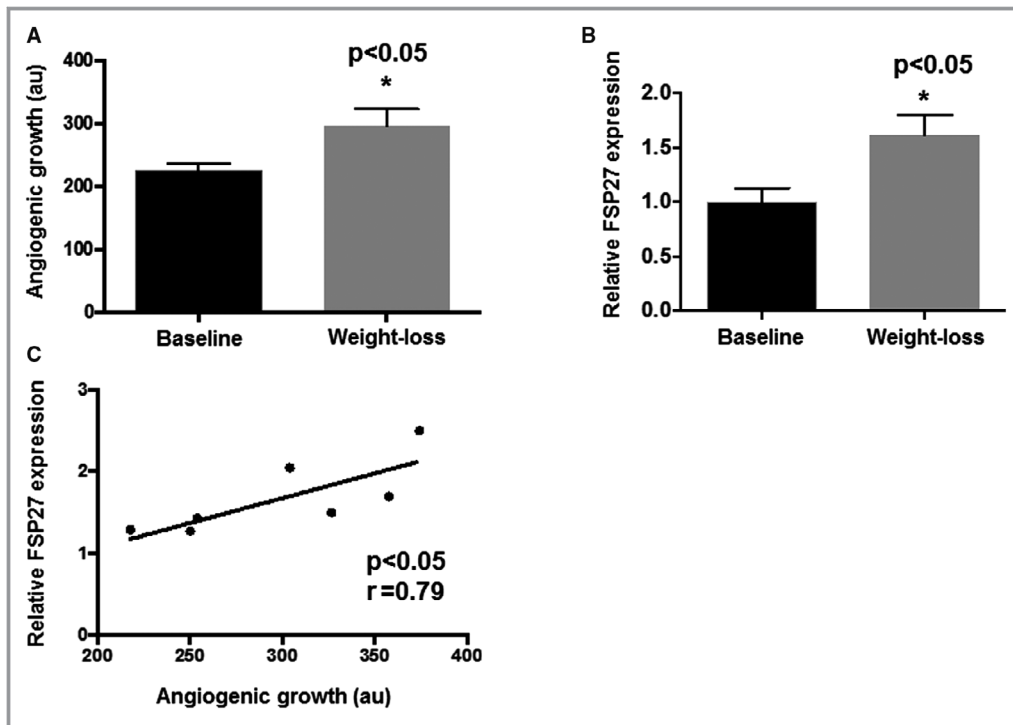 A
p<0.05
*
Angiogenic growth (au)
400
300
200
100
0
Baseline
Weight-loss
B
p<0.05
*
Relative FSP27 expression
2.0
1.5
1.0
0.5
0.0
Baseline
Weight-loss
C
Relative FSP27 expression
3
2
1
0
p<0.05
r=0.79
200
250
300
350
400
Angiogenic growth (au)